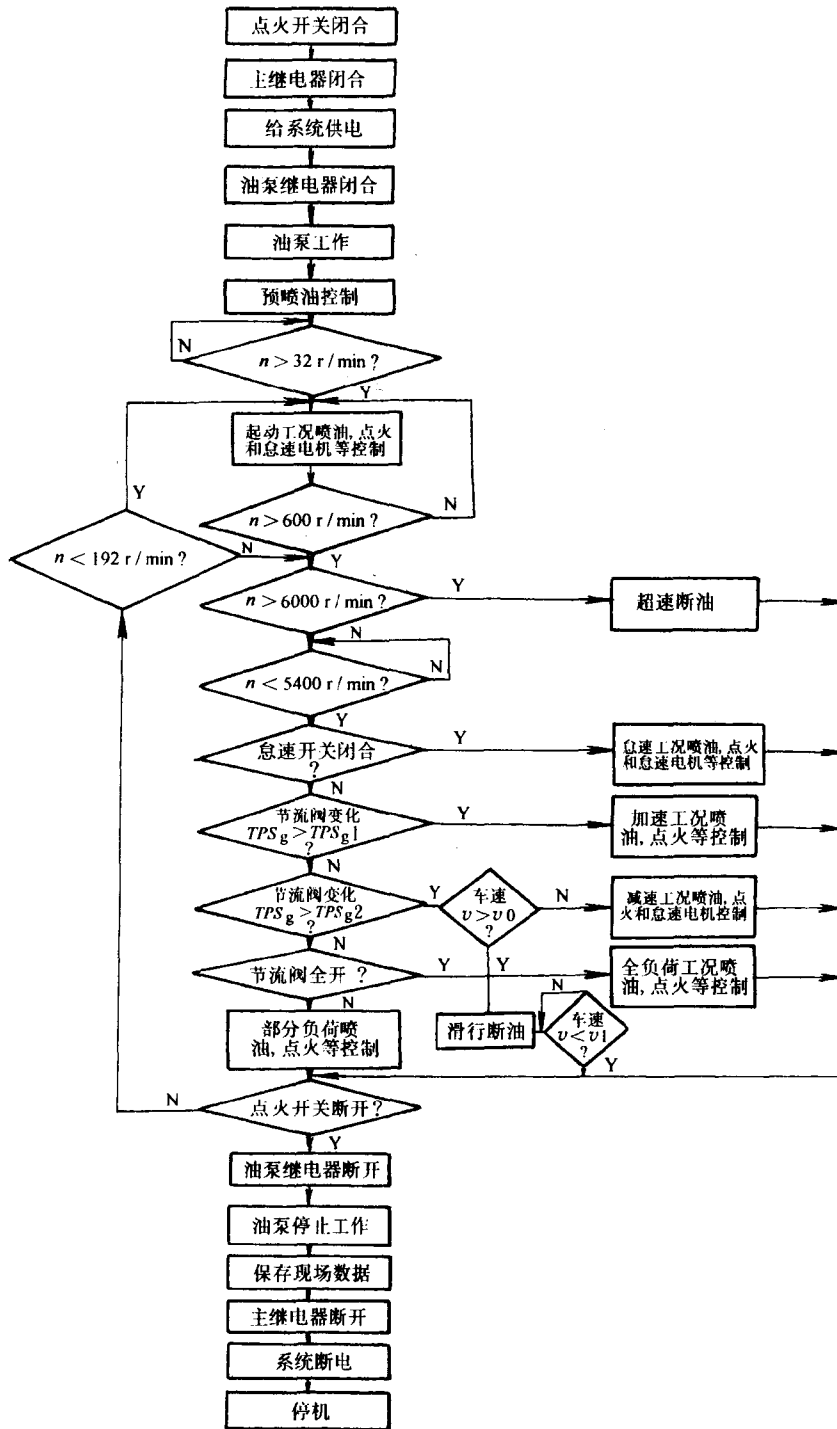 点火开关闭合
主继电器闭合
给系统供电
油泵继电器闭合
油泵工作
预喷油控制
N
n > 32 r / min ?
Y
起动工况喷油, 点火
和怠速电机等控制
Y
N
n > 600 r / min ?
n < 192 r / min ?
N
Y
n > 6000 r / min ?
Y
超速断油
N
N
n < 5400 r / min ?
Y
怠速开关闭合
?
Y
怠速工况喷油, 点火
和怠速电机等控制
N
节流阀变化
TPSg > TPSg1
?
Y
加速工况喷
油, 点火等控制
N
节流阀变化
TPSg > TPSg2
?
Y
车速
v > v0
?
N
减速工况喷油, 点
火和怠速电机控制
N
Y
节流阀全开 ?
Y
全负荷工况喷
油, 点火等控制
N
部分负荷喷
油, 点火等控制
滑行断油
N
车速
v < v1
?
Y
N
点火开关断开?
Y
油泵继电器断开
油泵停止工作
保存现场数据
主继电器断开
系统断电
停机